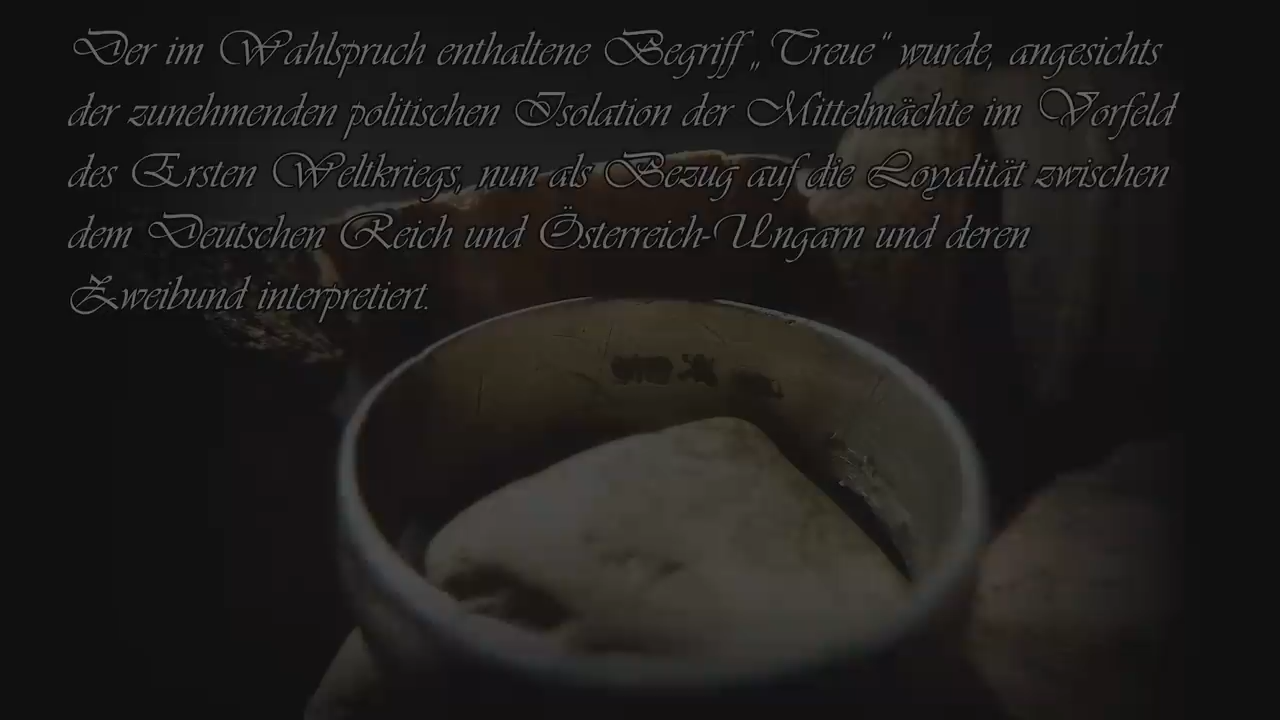 Der im Wahlspruch enthaltene Begriff „Treue“ wurde, angesichts
der zunehmenden politischen Isolation der Mittelmächte im Vorfeld
des Ersten Weltkriegs, nun als Bezug auf die Loyalität zwischen
dem Deutschen Reich und Österreich-Ungarn und deren
Zweibund interpretiert.